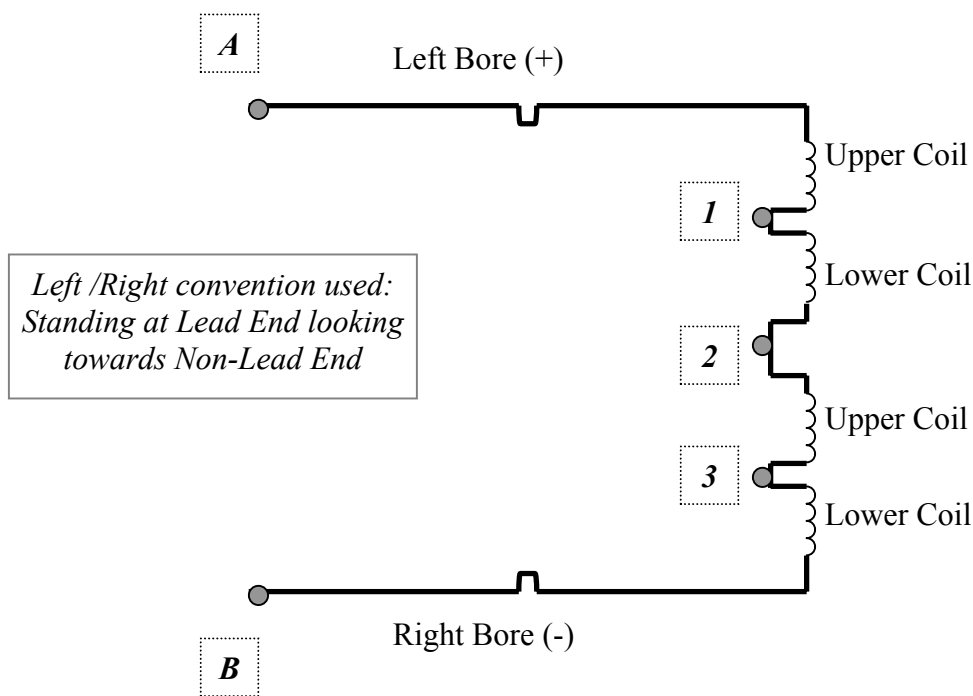 A
Left Bore (+)
Upper Coil
1
Left /Right convention used:
Standing at Lead End looking
towards Non-Lead End
Lower Coil
2
Upper Coil
3
Lower Coil
Right Bore (-)
B